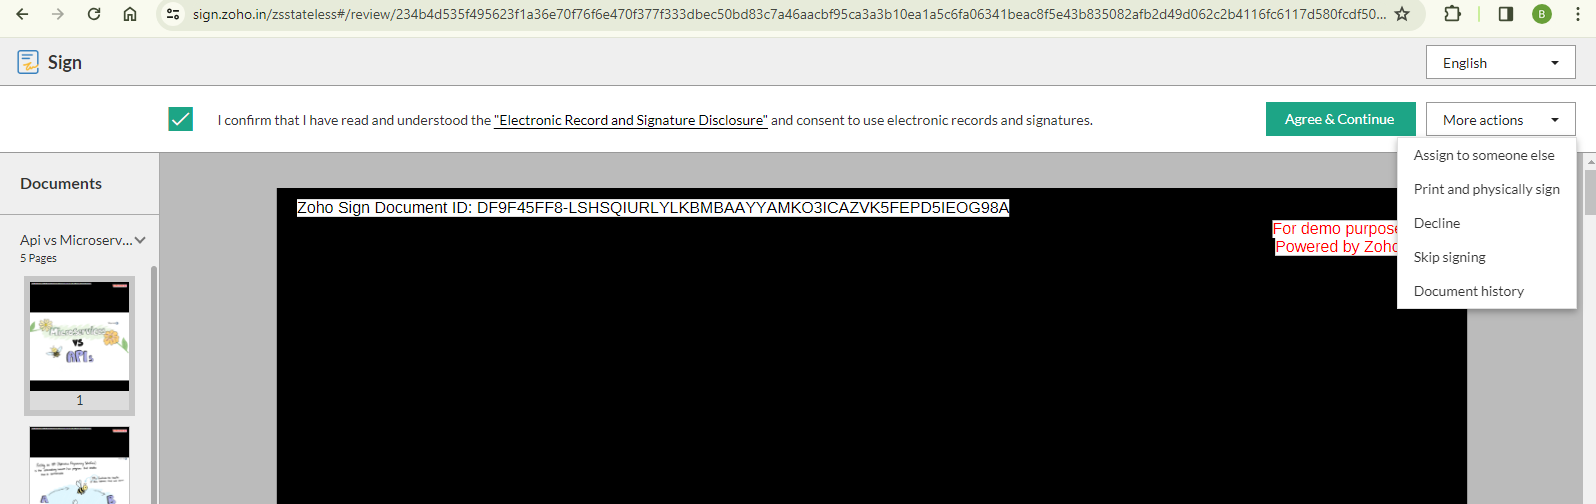 sign.zoho.in/zsstateless#/review/234b4d535f495623f1a36e70f76f6e470f377f333dbec50bd83c7a46aacbf95ca3a3b10ea1a5c6fa06341beac8f5e43b835082afb2d49d062c2b4116fc6117d580fcdf50...
B
Sign
English
I confirm that I have read and understood the "Electronic Record and Signature Disclosure" and consent to use electronic records and signatures.
Agree & Continue
More actions
Assign to someone else
Print and physically sign
Decline
Skip signing
Document history
Documents
Zoho Sign Document ID: DF9F45FF8-LSHSQIURLYLKBMBAAYYAMKO3ICAZVK5FEPD5IEOG98A
For demo purpose
Powered by Zoho
Api vs Microserv...
5 Pages
Microservices
vs
APIs
1